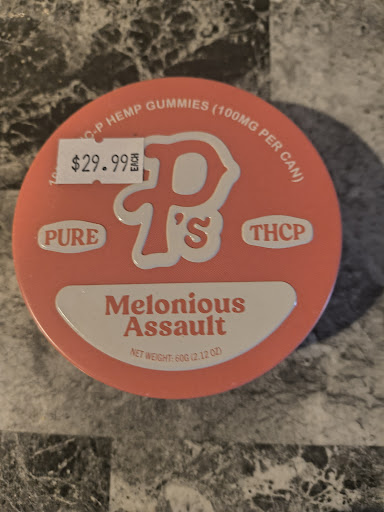 HEMP GUMMIES (100MG PER CAN)
$29.99 EACH
P's
PURE
THCP
Melonious
Assault
NET WEIGHT: 60G (2.12 OZ)